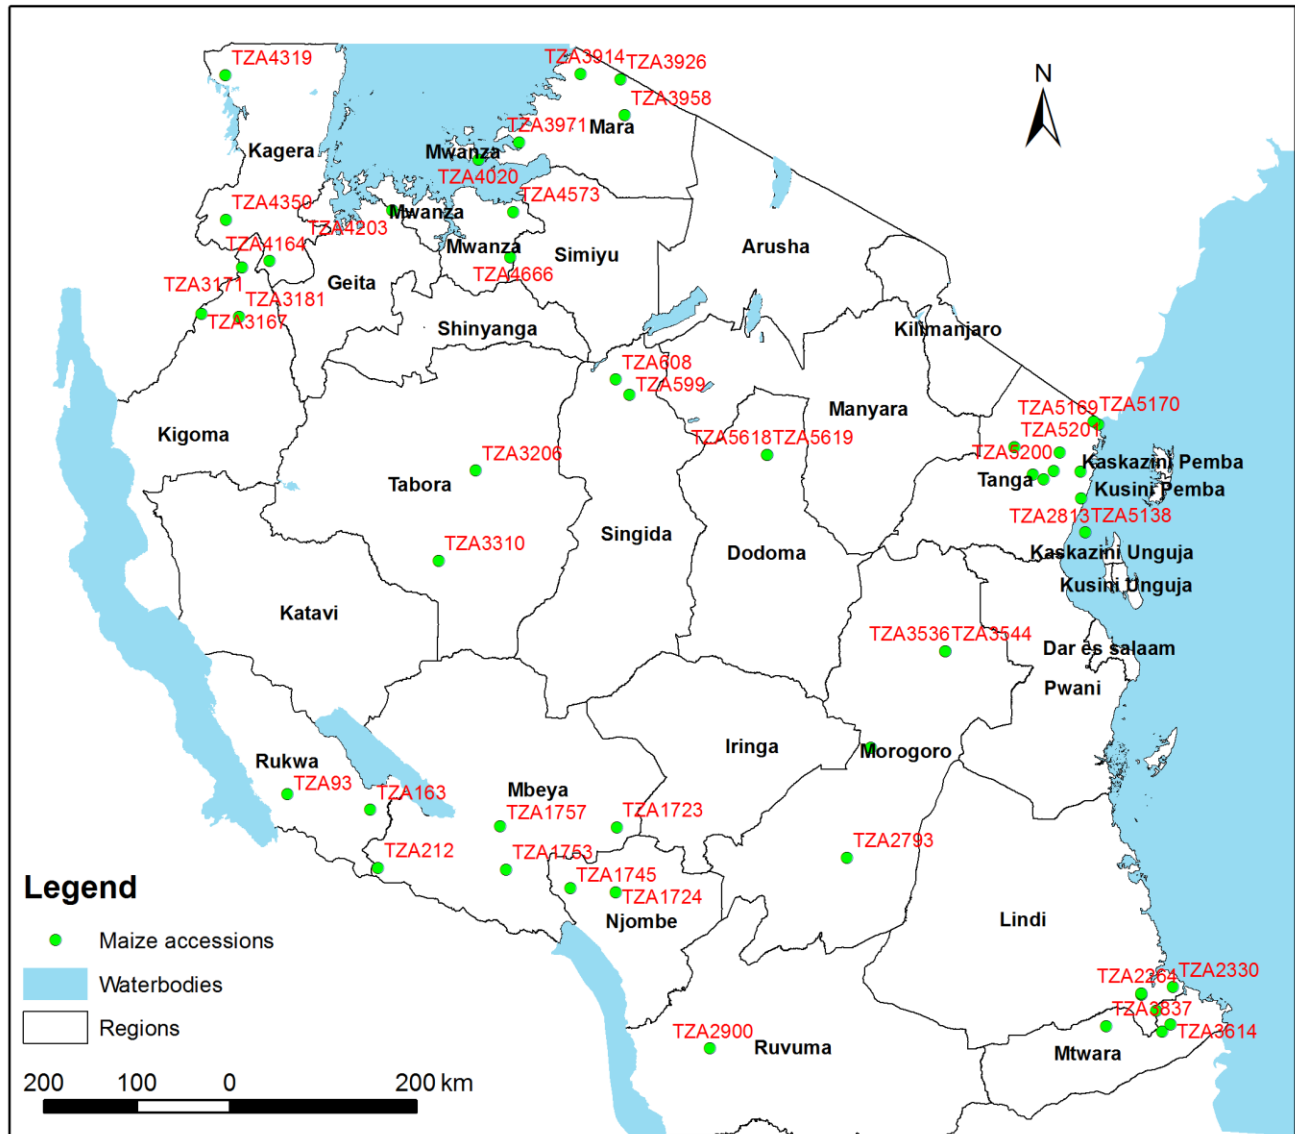 TZA4319
TZA3914
TZA3926
N
TZA3958
Mara
TZA3971
Kagera
Mwanza
TZA4020
TZA4350
TZA4203
Mwanza
TZA4573
TZA4164
Mwanza
Simiyu
Arusha
TZA4666
TZA3171
Geita
TZA3181
TZA3167
Shinyanga
Kilimanjaro
TZA608
TZA599
Manyara
TZA5169
TZA5170
TZA5201
Kigoma
TZA5618
TZA5619
TZA5200
TZA3206
Tabora
Tanga
Kaskazini Pemba
Kusini Pemba
TZA2813
TZA5138
Singida
Dodoma
Kaskazini Unguja
TZA3310
Kusini Unguja
Katavi
TZA3536
TZA3544
Dar es salaam
Pwani
Iringa
Morogoro
Rukwa
TZA93
TZA163
Mbeya
TZA1757
TZA1723
TZA212
TZA1753
TZA2793
TZA1745
TZA1724
Njombe
Lindi
TZA2264
TZA2330
TZA3837
TZA3614
TZA2900
Ruvuma
Mtwara
Legend
Maize accessions
Waterbodies
Regions
200 100 0 200 km